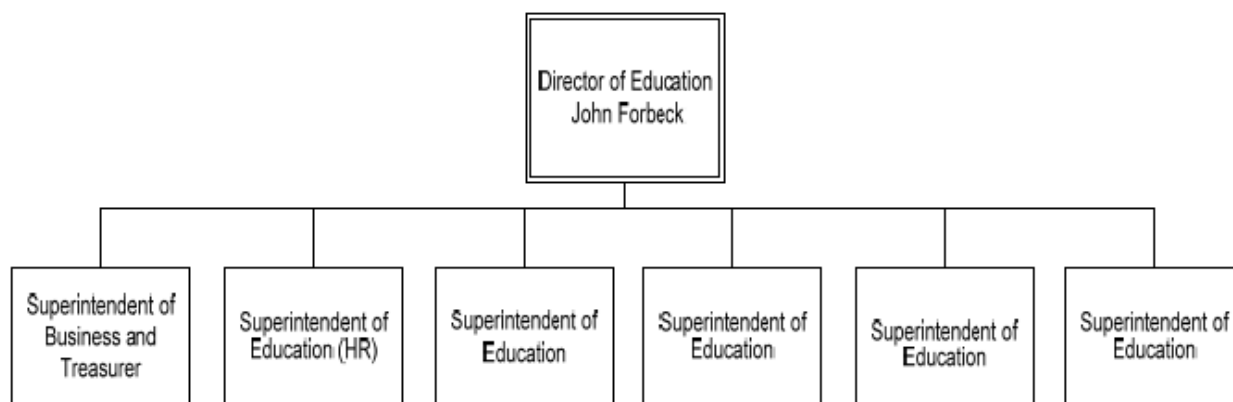 Director of Education
John Forbeck
Superintendent of
Business and
Treasurer
Superintendent of
Education (HR)
Superintendent of
Education
Superintendent of
Education
Superintendent of
Education
Superintendent of
Education